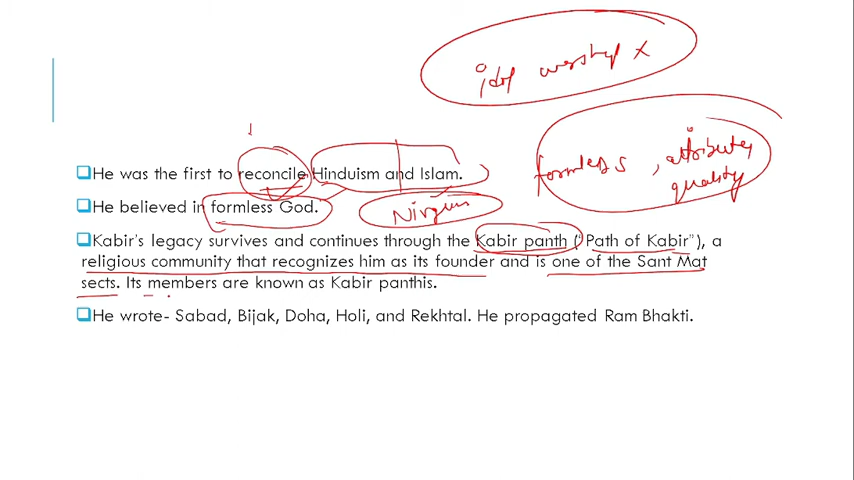 idol worship x
formless, attributes,
quality
❑He was the first to reconcile Hinduism and Islam.
❑He believed in formless God.
Nirgun
❑Kabir's legacy survives and continues through the Kabir panth ("Path of Kabir"), a
religious community that recognizes him as its founder and is one of the Sant Mat
sects. Its members are known as Kabir panthis.
❑He wrote- Sabad, Bijak, Doha, Holi, and Rekhtal. He propagated Ram Bhakti.